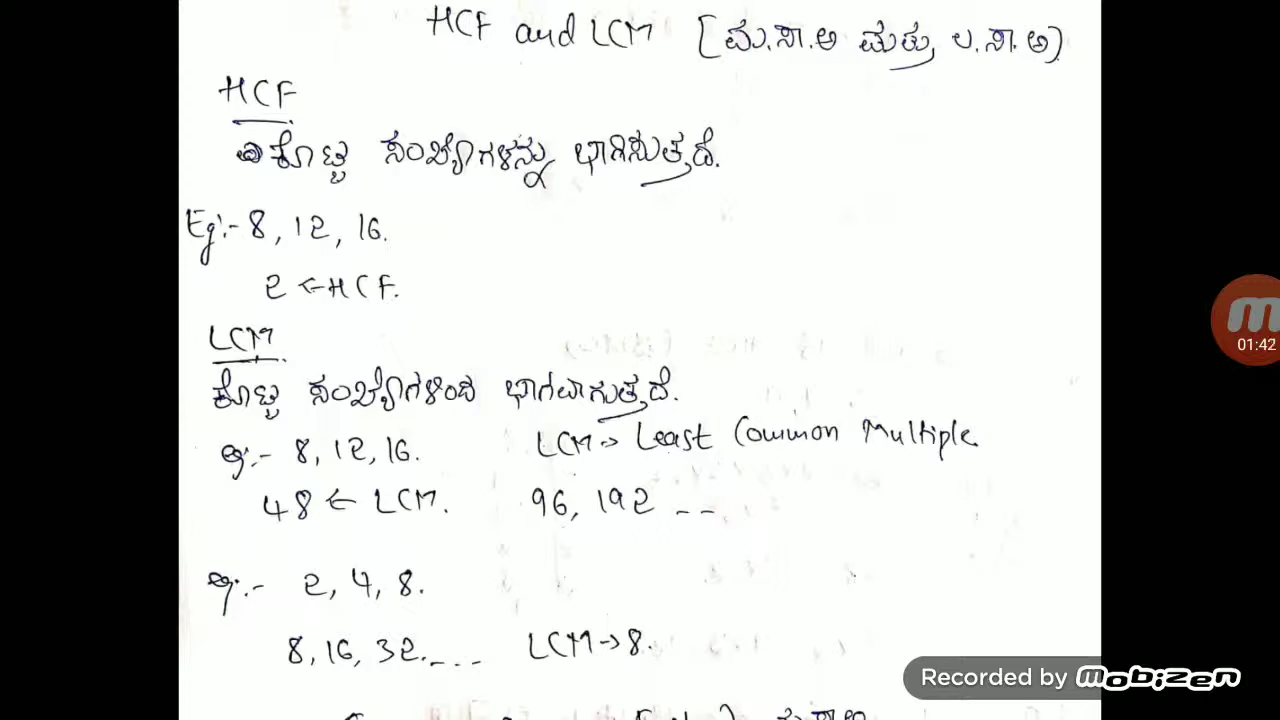 HCF and LCM [ಮ.ಸಾ.ಅ ಮತ್ತು ಲ.ಸಾ.ಅ)
HCF
ಕೊಟ್ಟ ಸಂಖ್ಯೆಗಳನ್ನು ಭಾಗಿಸುತ್ತದೆ.
Eg:- 8, 12, 16.
2 ← HCF.
LCM
ಕೊಟ್ಟ ಸಂಖ್ಯೆಗಳಿಂದ ಭಾಗವಾಗುತ್ತದೆ.
8, 12, 16. LCM → Least Common Multiple
48 ← LCM. 96, 192 --
2, 4, 8.
8, 16, 32.... LCM → 8.
01:42
Recorded by mobizen